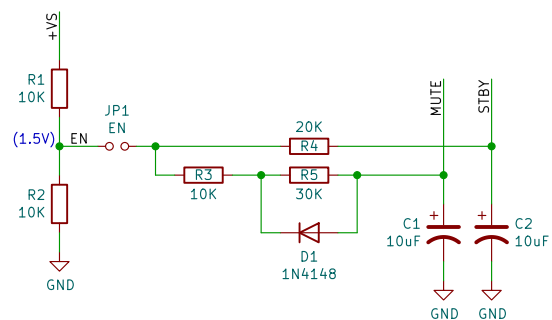 +VS
R1
10K
JP1
EN
(1.5V)
EN
R2
10K
GND
20K
R4
R3
10K
R5
30K
D1
1N4148
MUTE
STBY
C1
10uF
C2
10uF
GND
GND